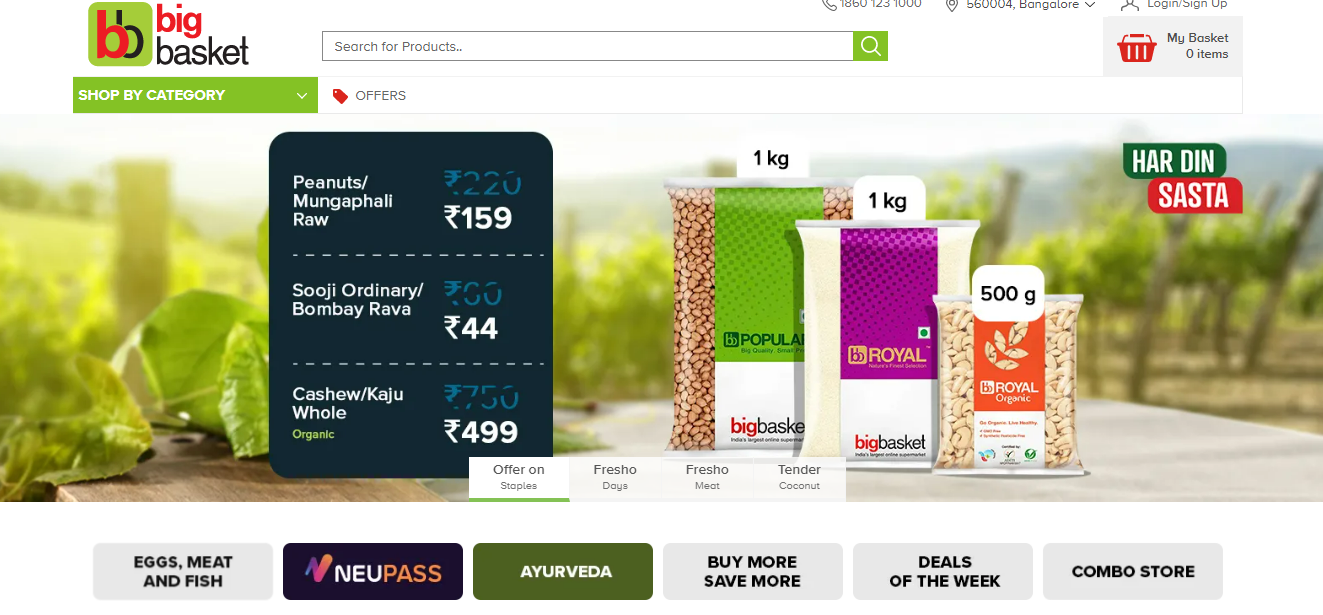 1860 123 1000
560004, Bangalore
Login/Sign Up
bb big
basket
Search for Products..
My Basket
0 items
SHOP BY CATEGORY
OFFERS
Peanuts/
Mungaphali
Raw
₹220
₹159
Sooji Ordinary/
Bombay Rava
₹60
₹44
Cashew/Kaju
Whole
Organic
₹750
₹499
1 kg
1 kg
500 g
HAR DIN
SASTA
bb POPULA
Big Quality. Small Pr
bigbaske
India's largest online superma
bb ROYAL
Nature's Finest Selection
bigbasket
India's largest online supermarket
bb ROYAL
Organic
Go Organic. Live Healthy.
Offer on
Staples
Fresho
Days
Fresho
Meat
Tender
Coconut
EGGS, MEAT
AND FISH
NEUPASS
AYURVEDA
BUY MORE
SAVE MORE
DEALS
OF THE WEEK
COMBO STORE